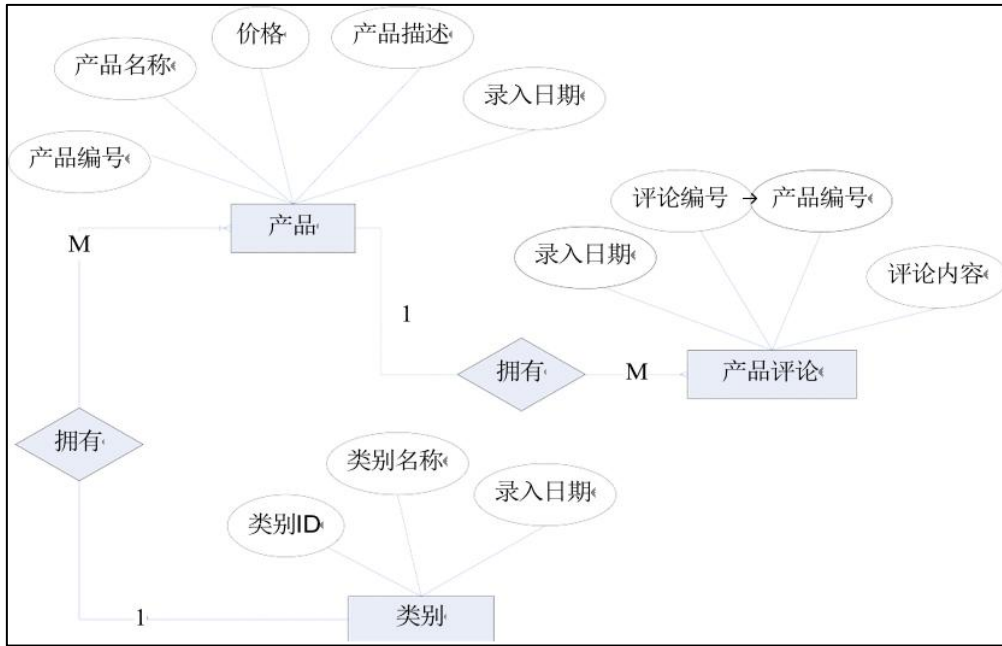 价格
产品描述
产品名称
录入日期
产品编号
评论编号 → 产品编号
产品
M
录入日期
评论内容
1
拥有
M
产品评论
拥有
类别名称
录入日期
类别ID
1
类别